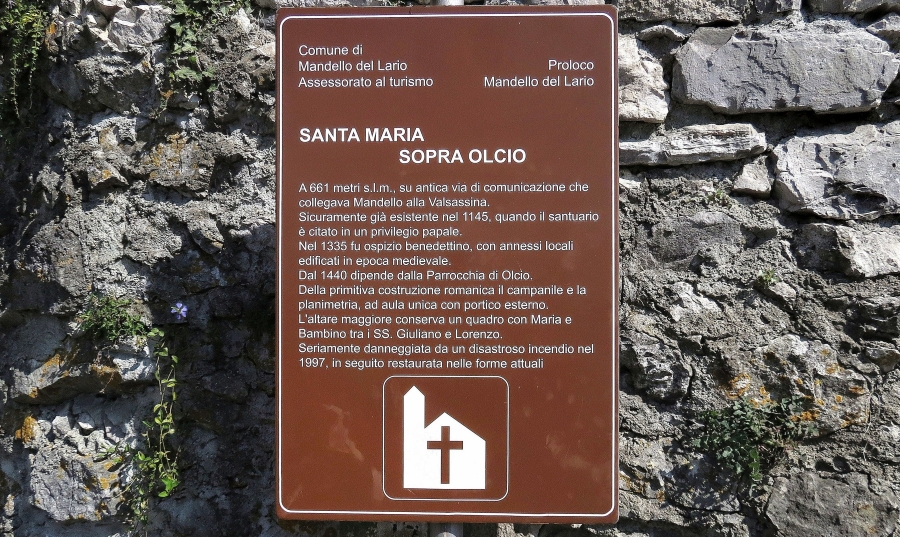 Comune di
Mandello del Lario
Assessorato al turismo
Proloco
Mandello del Lario
SANTA MARIA
SOPRA OLCIO
A 661 metri s.l.m., su antica via di comunicazione che
collegava Mandello alla Valsassina.
Sicuramente già esistente nel 1145, quando il santuario
è citato in un privilegio papale.
Nel 1335 fu ospizio benedettino, con annessi locali
edificati in epoca medievale.
Dal 1440 dipende dalla Parrocchia di Olcio.
Della primitiva costruzione romanica il campanile e la
planimetria, ad aula unica con portico esterno.
L'altare maggiore conserva un quadro con Maria e
Bambino tra i SS. Giuliano e Lorenzo.
Seriamente danneggiata da un disastroso incendio nel
1997, in seguito restaurata nelle forme attuali